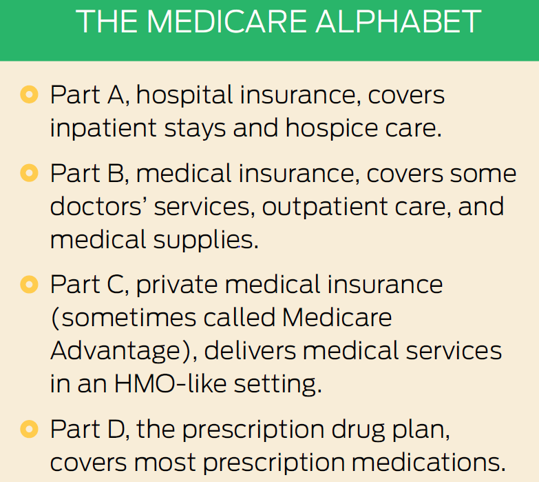 THE MEDICARE ALPHABET
Part A, hospital insurance, covers
inpatient stays and hospice care.
Part B, medical insurance, covers some
doctors’ services, outpatient care, and
medical supplies.
Part C, private medical insurance
(sometimes called Medicare
Advantage), delivers medical services
in an HMO-like setting.
Part D, the prescription drug plan,
covers most prescription medications.